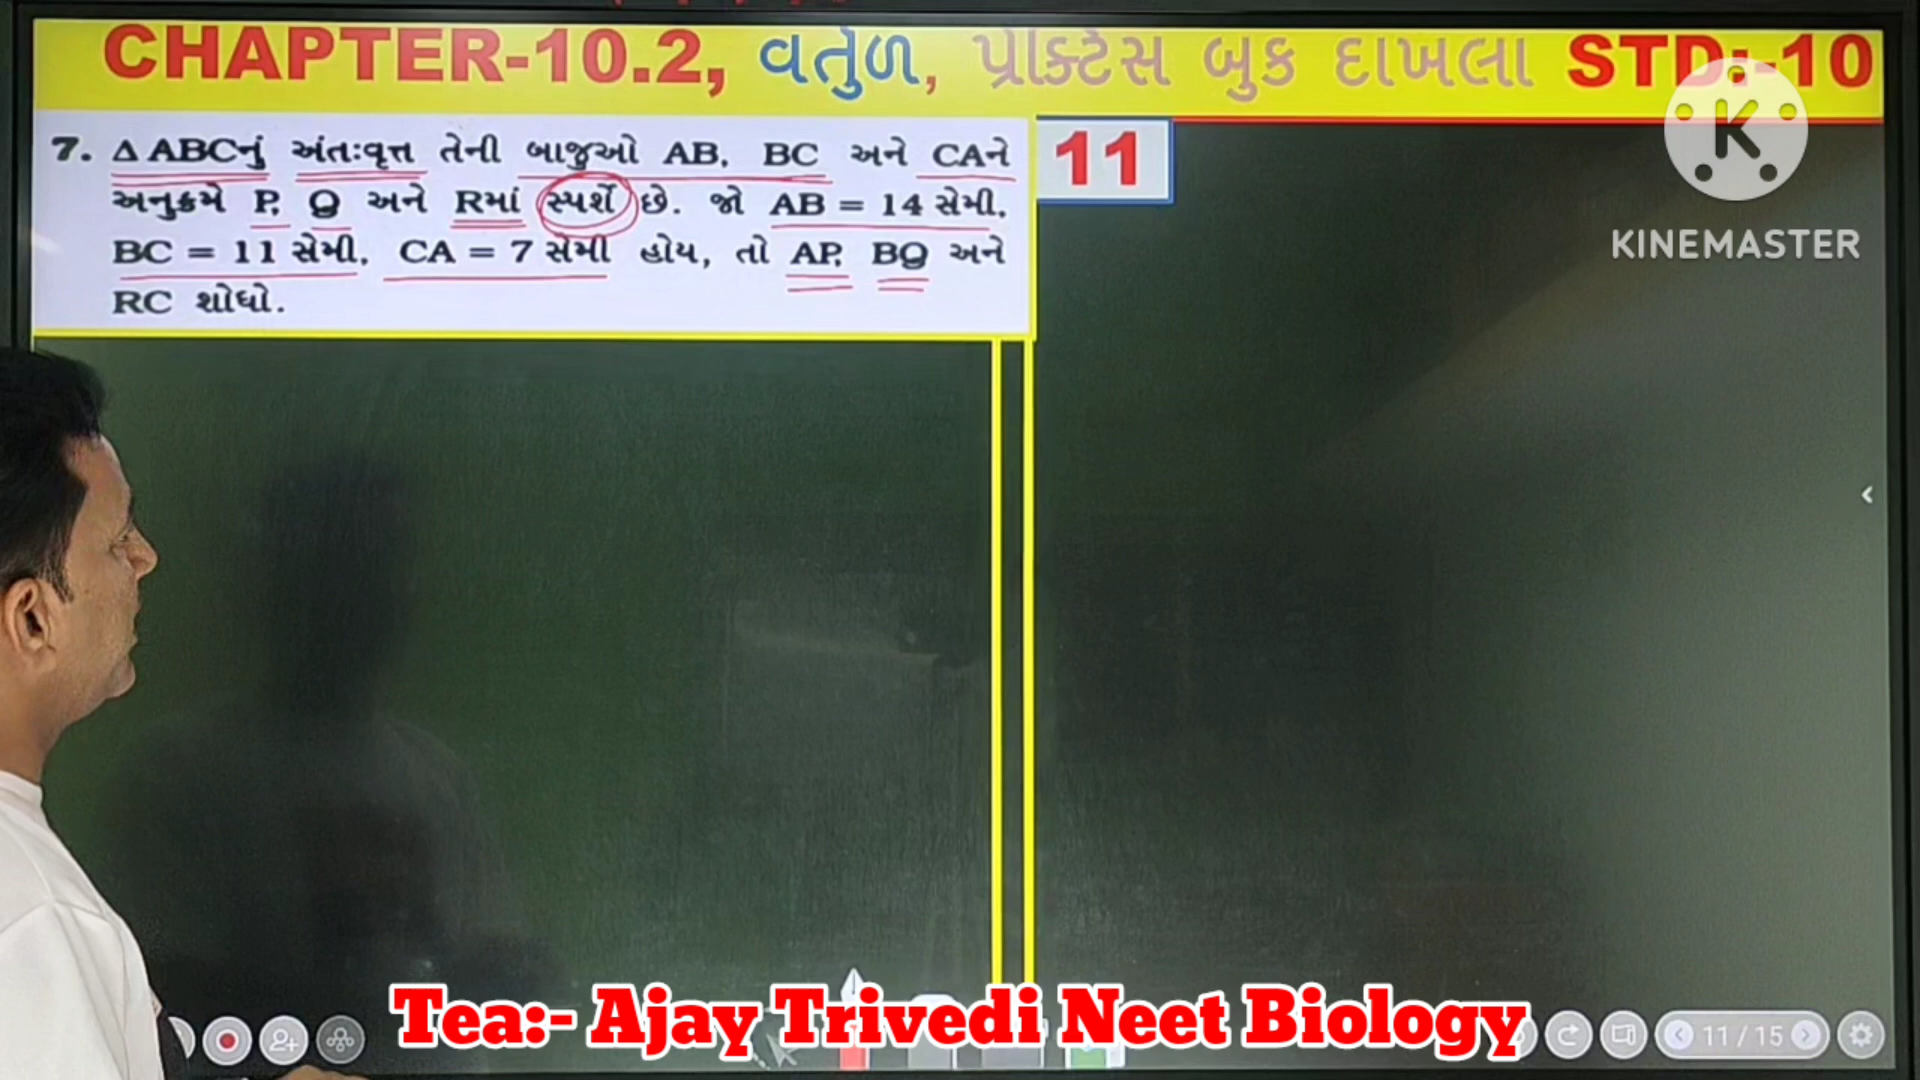 CHAPTER-10.2, વર્તુળ, પ્રેક્ટિસ બુક દાખલા STD:-10
7. Δ ABCનું અંતઃવૃત્ત તેની બાજુઓ AB, BC અને CAને
અનુક્રમે P, Q અને Rમાં સ્પર્શે છે. જો AB = 14 સેમી,
BC = 11 સેમી, CA = 7 સેમી હોય, તો AP, BQ અને
RC શોધો.
11
K
KINEMASTER
Tea:- Ajay Trivedi Neet Biology
11 / 15